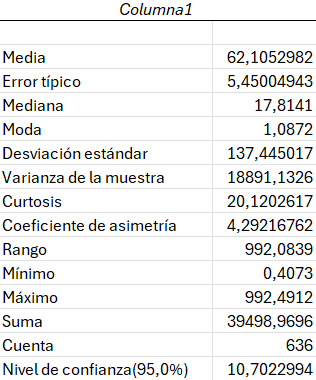 Columna1
Media 62,1052982
Error típico 5,45004943
Mediana 17,8141
Moda 1,0872
Desviación estándar 137,445017
Varianza de la muestra 18891,1326
Curtosis 20,1202617
Coeficiente de asimetría 4,29216762
Rango 992,0839
Mínimo 0,4073
Máximo 992,4912
Suma 39498,9696
Cuenta 636
Nivel de confianza(95,0%) 10,7022994